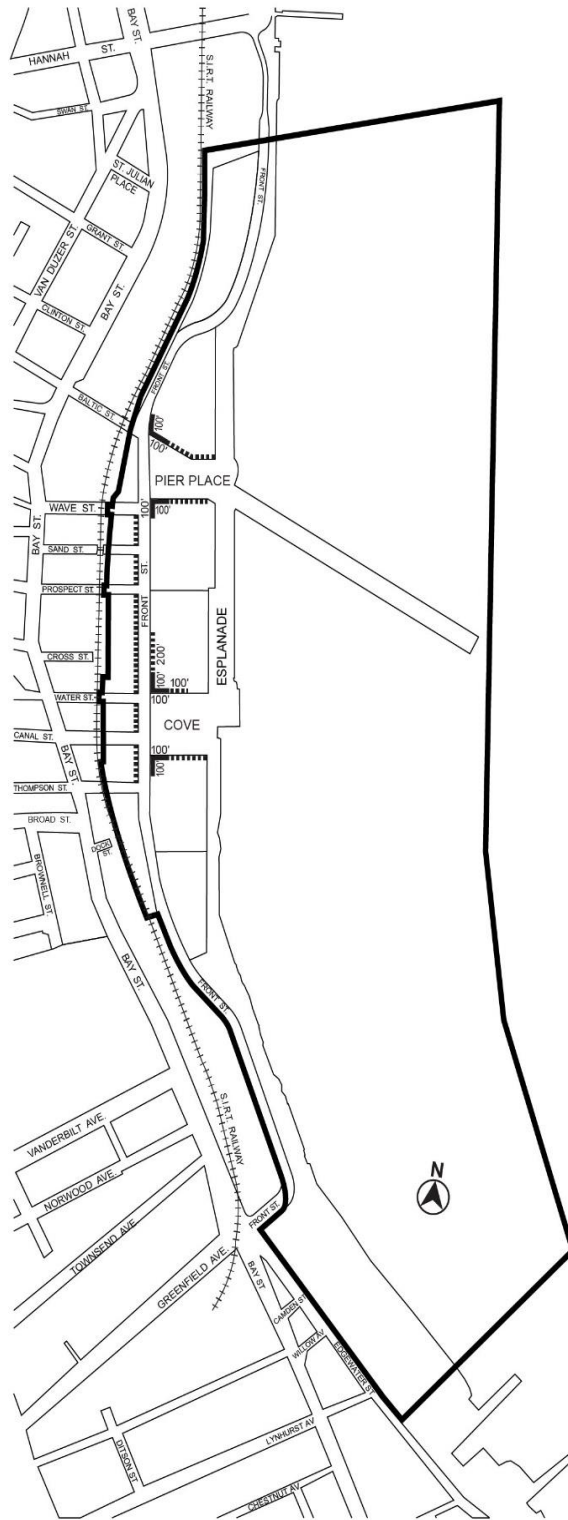 BAY ST.
HANNAH ST.
S.I.R.T. RAILWAY
SWAN ST.
ST. JULIAN
PLACE
FRONT ST.
VAN DUZER ST.
GRANT ST.
BAY ST.
CLINTON ST.
FRONT ST.
BALTIC ST.
100'
100'
PIER PLACE
WAVE ST.
100'
100'
BAY ST.
SAND ST.
FRONT ST.
PROSPECT ST.
ESPLANADE
CROSS ST.
200'
100'
100'
WATER ST.
100'
COVE
CANAL ST.
BAY ST.
100'
100'
THOMPSON ST.
BROAD ST.
DOCK ST.
BROWNELL ST.
BAY ST.
FRONT ST.
S.I.R.T. RAILWAY
VANDERBILT AVE.
NORWOOD AVE.
N
TOWNSEND AVE
FRONT ST.
GREENFIELD AVE.
BAY ST
CAMDEN ST
WILLOW AV
EDGEWATER ST.
LYNHURST AV
DITSON ST
CHESTNUT AV